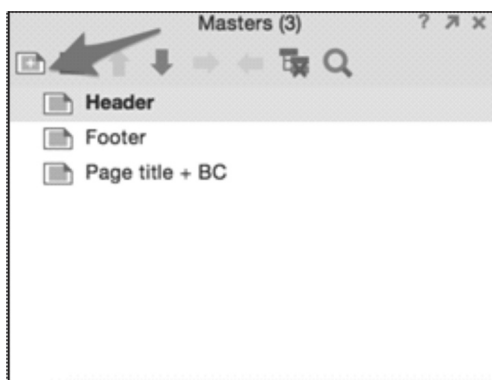 Masters (3) ?
Header
Footer
Page title + BC